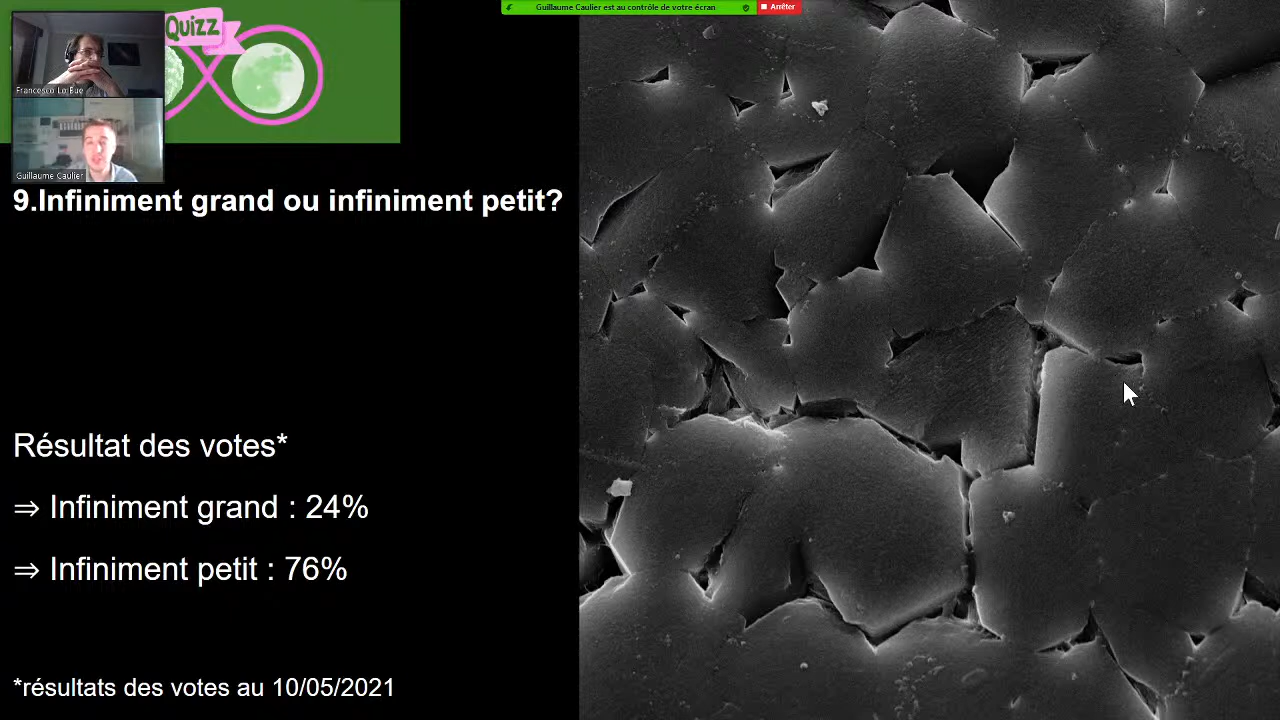 Guillaume Caulier est au contrôle de votre écran
Arrêter
Quizz
Francesco Lo Bue
Guillaume Caulier
9.Infiniment grand ou infiniment petit?
Résultat des votes*
⇒ Infiniment grand : 24%
⇒ Infiniment petit : 76%
*résultats des votes au 10/05/2021